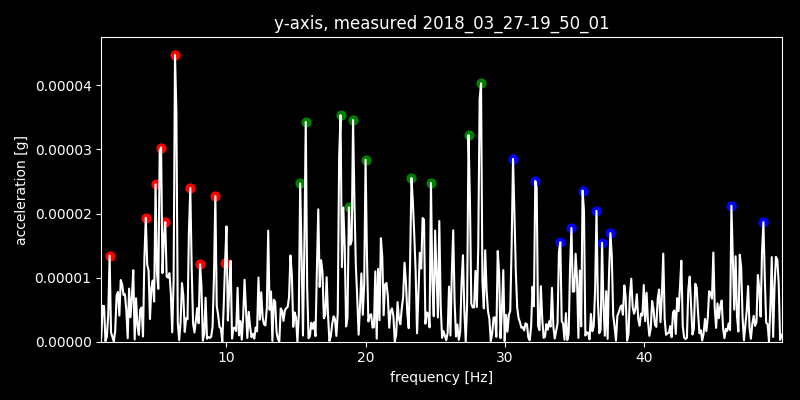 y-axis, measured 2018_03_27-19_50_01
0.00004
0.00003
0.00002
0.00001
0.00000
acceleration [g]
10 20 30 40
frequency [Hz]